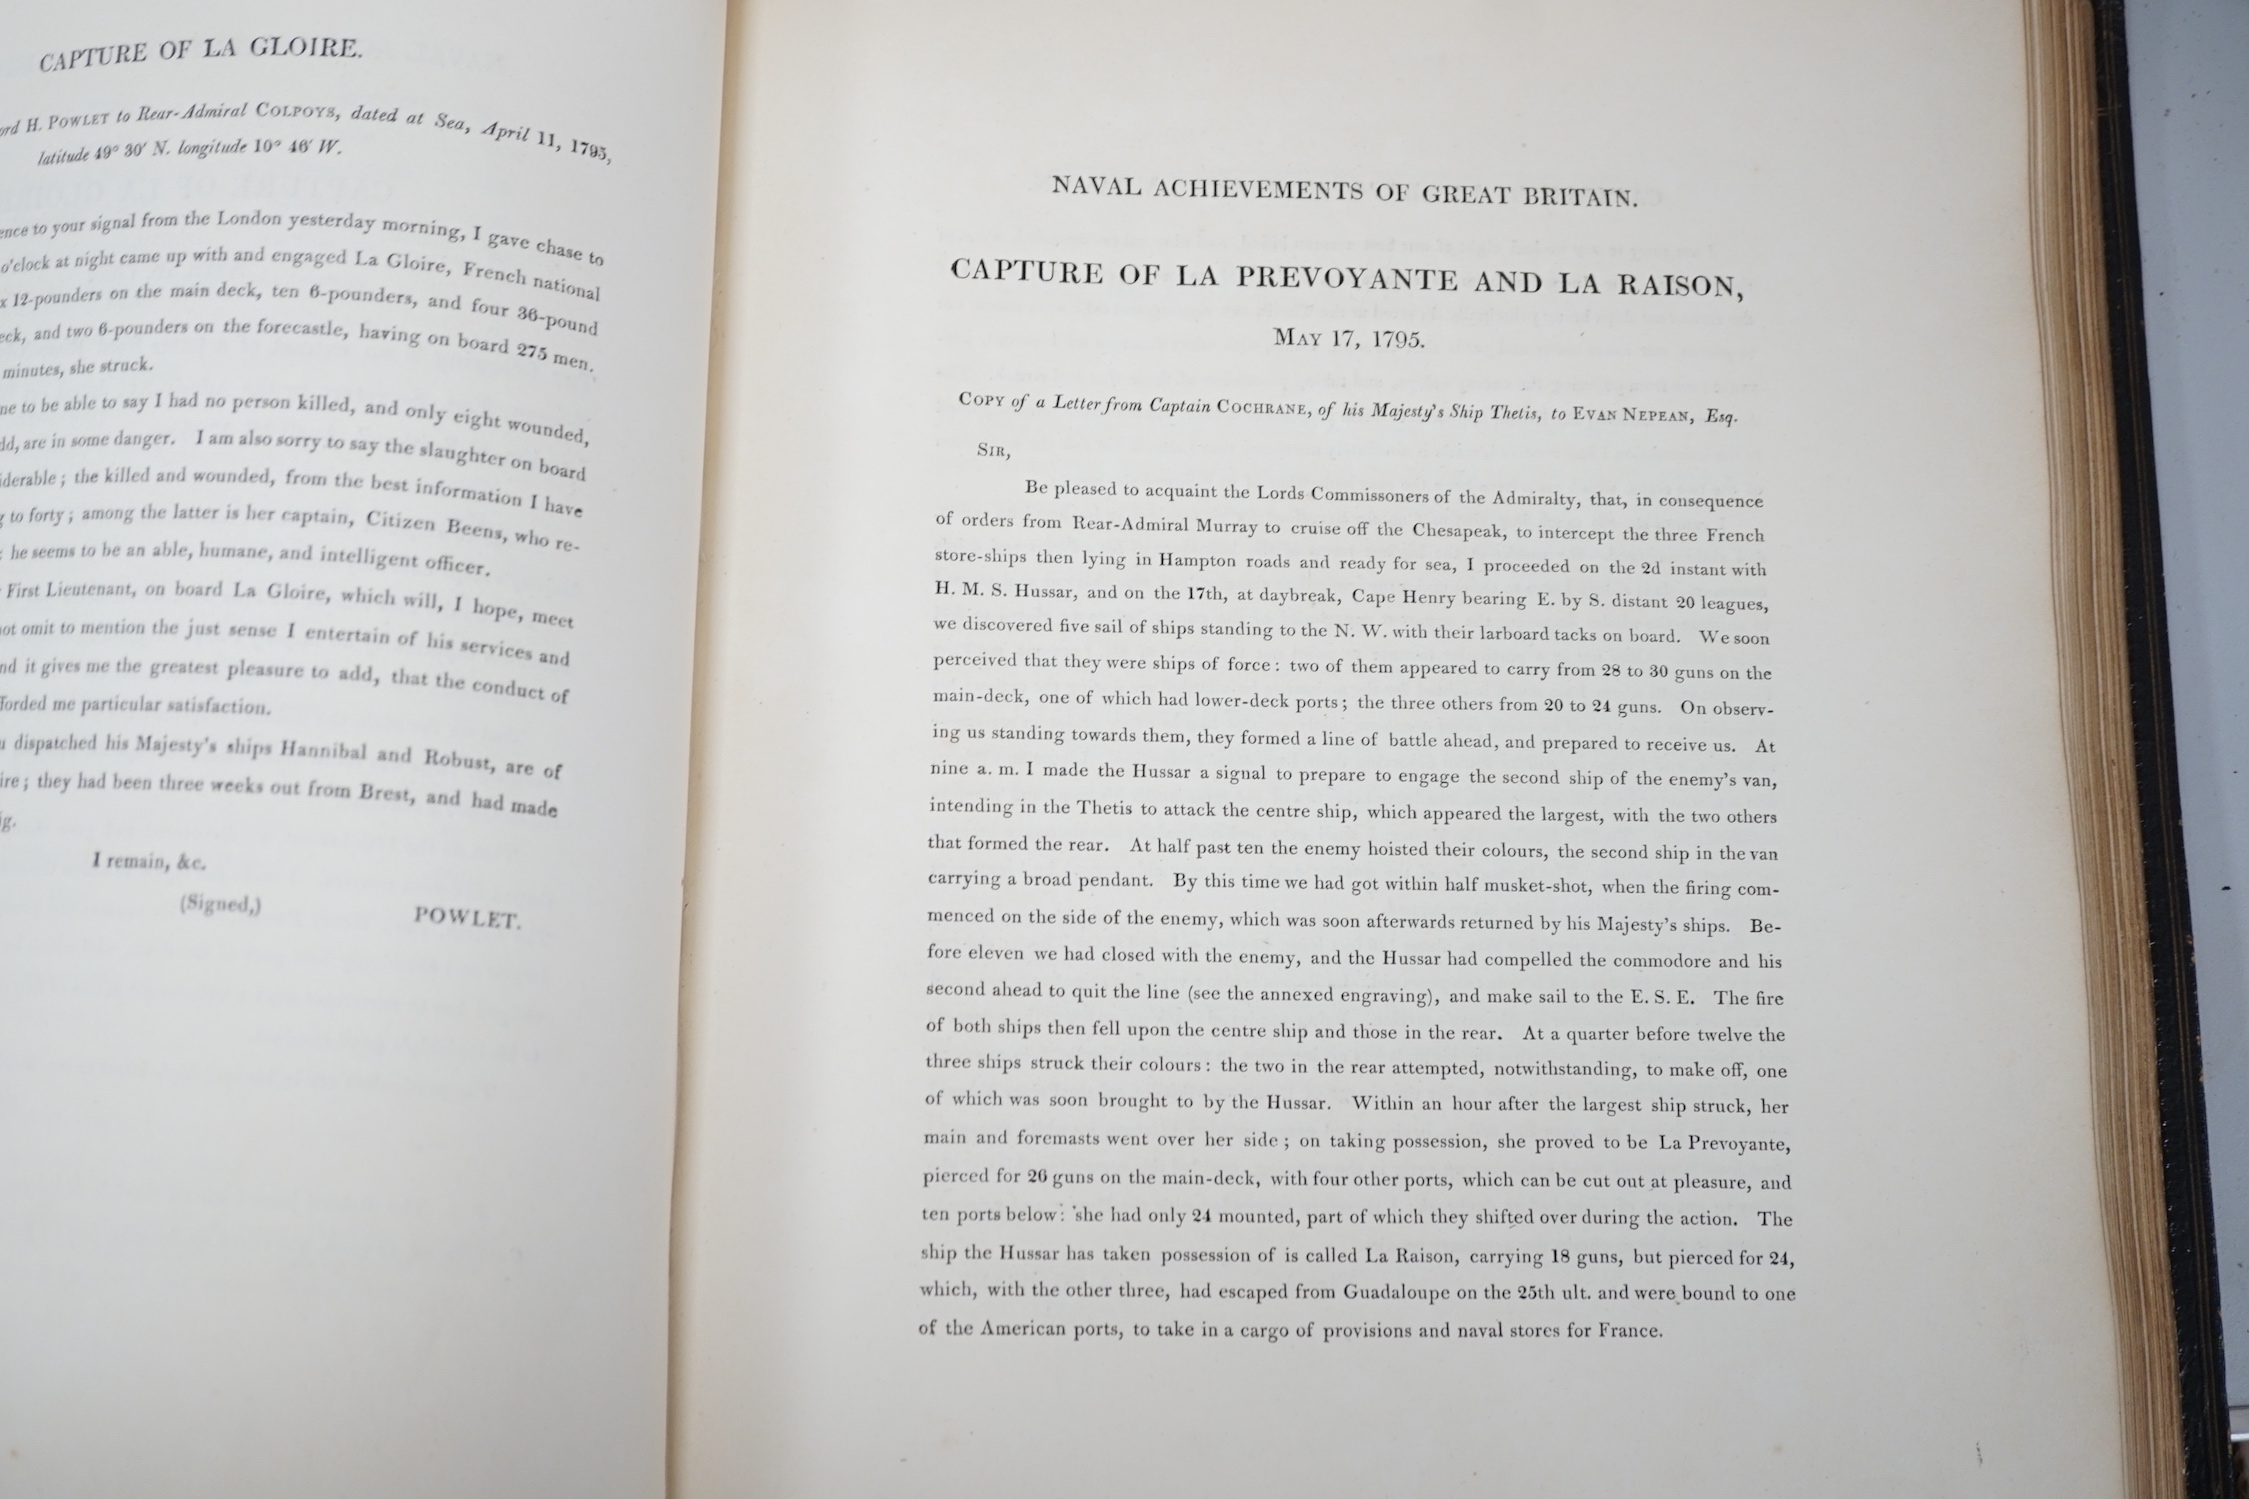 CAPTURE OF LA GLOIRE.
H. POWLET to Rear-Admiral COLPOYS, dated at Sea, April 11, 1795,
latitude 49° 30′ N. longitude 10° 46′ W.
to your signal from the London yesterday morning, I gave chase to
o'clock at night came up with and engaged La Gloire, French national
12-pounders on the main deck, ten 6-pounders, and four 36-pound
and two 6-pounders on the forecastle, having on board 275 men.
minutes, she struck.
to be able to say I had no person killed, and only eight wounded,
are in some danger. I am also sorry to say the slaughter on board
the killed and wounded, from the best information I have
to forty; among the latter is her captain, Citizen Beens, who re-
he seems to be an able, humane, and intelligent officer.
First Lieutenant, on board La Gloire, which will, I hope, meet
omit to mention the just sense I entertain of his services and
it gives me the greatest pleasure to add, that the conduct of
me particular satisfaction.
dispatched his Majesty's ships Hannibal and Robust, are of
they had been three weeks out from Brest, and had made
I remain, &c.
(Signed,) POWLET.
NAVAL ACHIEVEMENTS OF GREAT BRITAIN.
CAPTURE OF LA PREVOYANTE AND LA RAISON,
MAY 17, 1795.
COPY of a Letter from Captain COCHRANE, of his Majesty's Ship Thetis, to EVAN NEPEAN, Esq.
SIR,
Be pleased to acquaint the Lords Commissoners of the Admiralty, that, in consequence
of orders from Rear-Admiral Murray to cruise off the Chesapeak, to intercept the three French
store-ships then lying in Hampton roads and ready for sea, I proceeded on the 2d instant with
H. M. S. Hussar, and on the 17th, at daybreak, Cape Henry bearing E. by S. distant 20 leagues,
we discovered five sail of ships standing to the N. W. with their larboard tacks on board. We soon
perceived that they were ships of force: two of them appeared to carry from 28 to 30 guns on the
main-deck, one of which had lower-deck ports; the three others from 20 to 24 guns. On observ-
ing us standing towards them, they formed a line of battle ahead, and prepared to receive us. At
nine a. m. I made the Hussar a signal to prepare to engage the second ship of the enemy's van,
intending in the Thetis to attack the centre ship, which appeared the largest, with the two others
that formed the rear. At half past ten the enemy hoisted their colours, the second ship in the van
carrying a broad pendant. By this time we had got within half musket-shot, when the firing com-
menced on the side of the enemy, which was soon afterwards returned by his Majesty's ships. Be-
fore eleven we had closed with the enemy, and the Hussar had compelled the commodore and his
second ahead to quit the line (see the annexed engraving), and make sail to the E. S. E. The fire
of both ships then fell upon the centre ship and those in the rear. At a quarter before twelve the
three ships struck their colours: the two in the rear attempted, notwithstanding, to make off, one
of which was soon brought to by the Hussar. Within an hour after the largest ship struck, her
main and foremasts went over her side; on taking possession, she proved to be La Prevoyante,
pierced for 26 guns on the main-deck, with four other ports, which can be cut out at pleasure, and
ten ports below: she had only 24 mounted, part of which they shifted over during the action. The
ship the Hussar has taken possession of is called La Raison, carrying 18 guns, but pierced for 24,
which, with the other three, had escaped from Guadaloupe on the 25th ult. and were bound to one
of the American ports, to take in a cargo of provisions and naval stores for France.